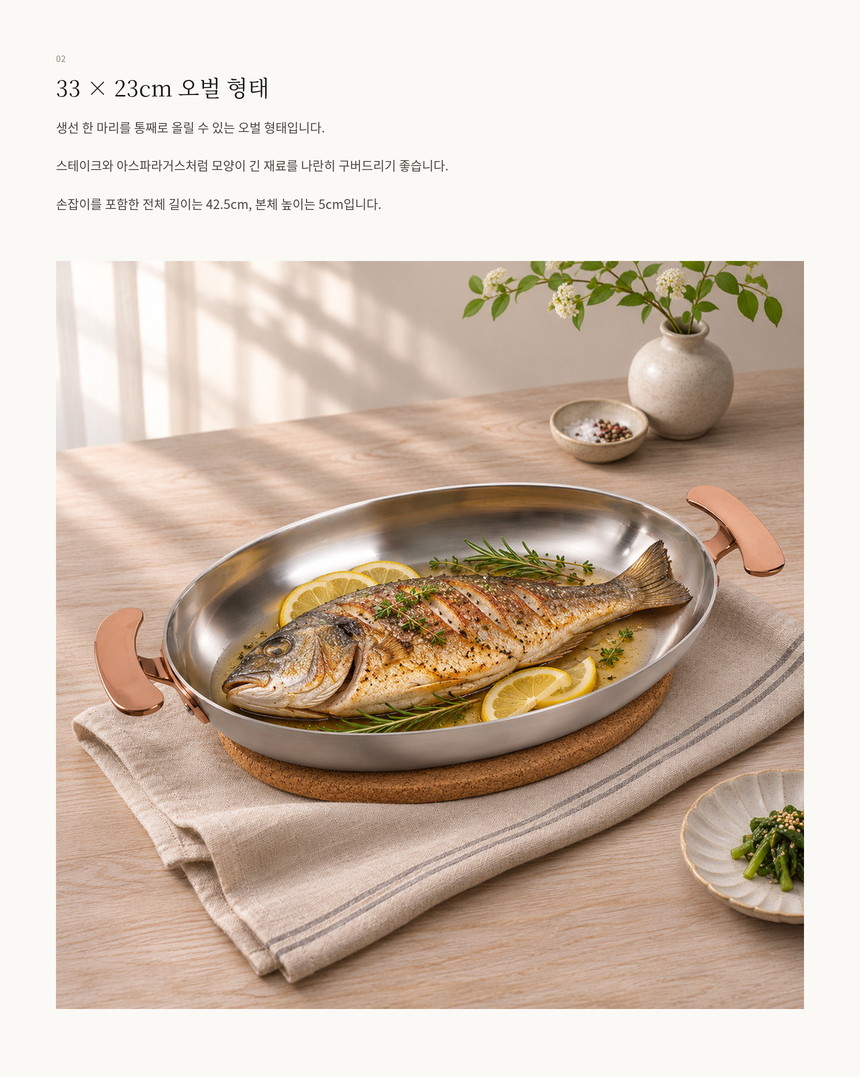 02
33 × 23cm 오벌 형태
생선 한 마리를 통째로 올릴 수 있는 오벌 형태입니다.
스테이크와 아스파라거스처럼 모양이 긴 재료를 나란히 구버드리기 좋습니다.
손잡이를 포함한 전체 길이는 42.5cm, 본체 높이는 5cm입니다.